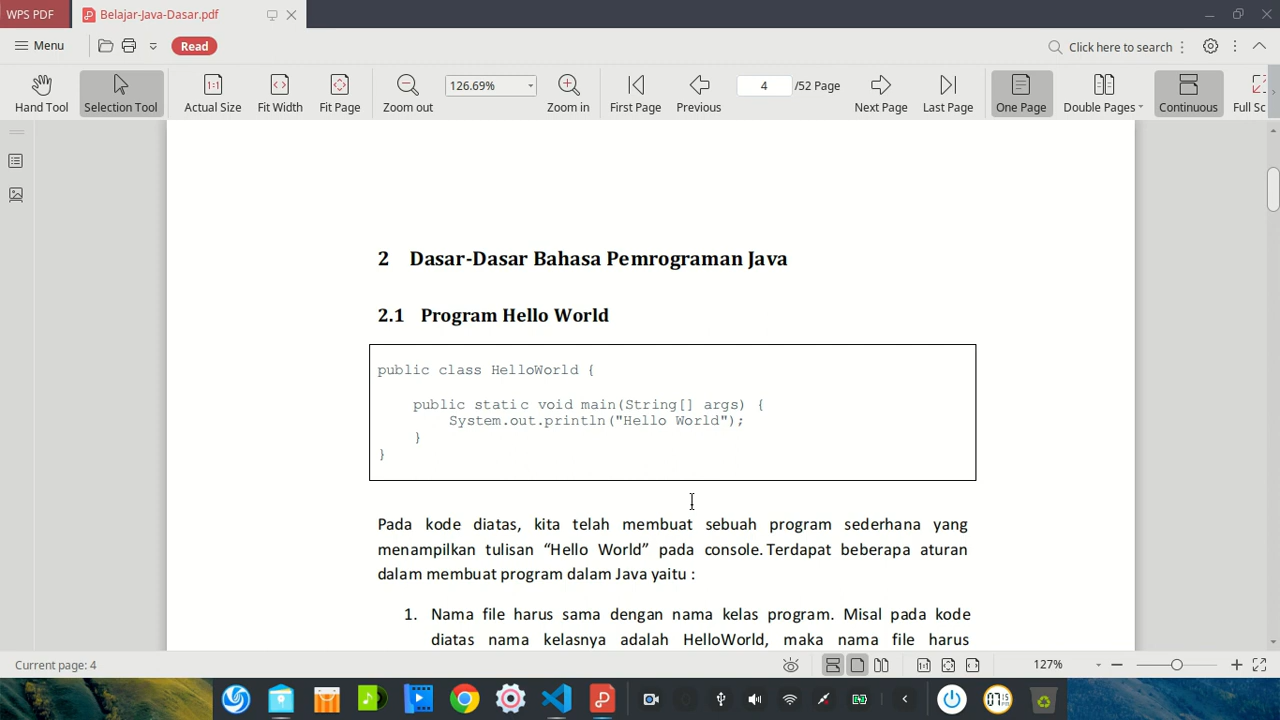 WPS PDF
Belajar-Java-Dasar.pdf
Menu
Read
Click here to search
Hand Tool
Selection Tool
1:1
Actual Size
Fit Width
Fit Page
Zoom out
126.69%
Zoom in
First Page
Previous
4
/52 Page
Next Page
Last Page
One Page
Double Pages
Continuous
Full Sc
2 Dasar-Dasar Bahasa Pemrograman Java
2.1 Program Hello World
public class HelloWorld {
public static void main(String[] args) {
System.out.println("Hello World");
}
}
Pada kode diatas, kita telah membuat sebuah program sederhana yang
menampilkan tulisan “Hello World” pada console. Terdapat beberapa aturan
dalam membuat program dalam Java yaitu :
1. Nama file harus sama dengan nama kelas program. Misal pada kode
diatas nama kelasnya adalah HelloWorld, maka nama file harus
Current page: 4
127%